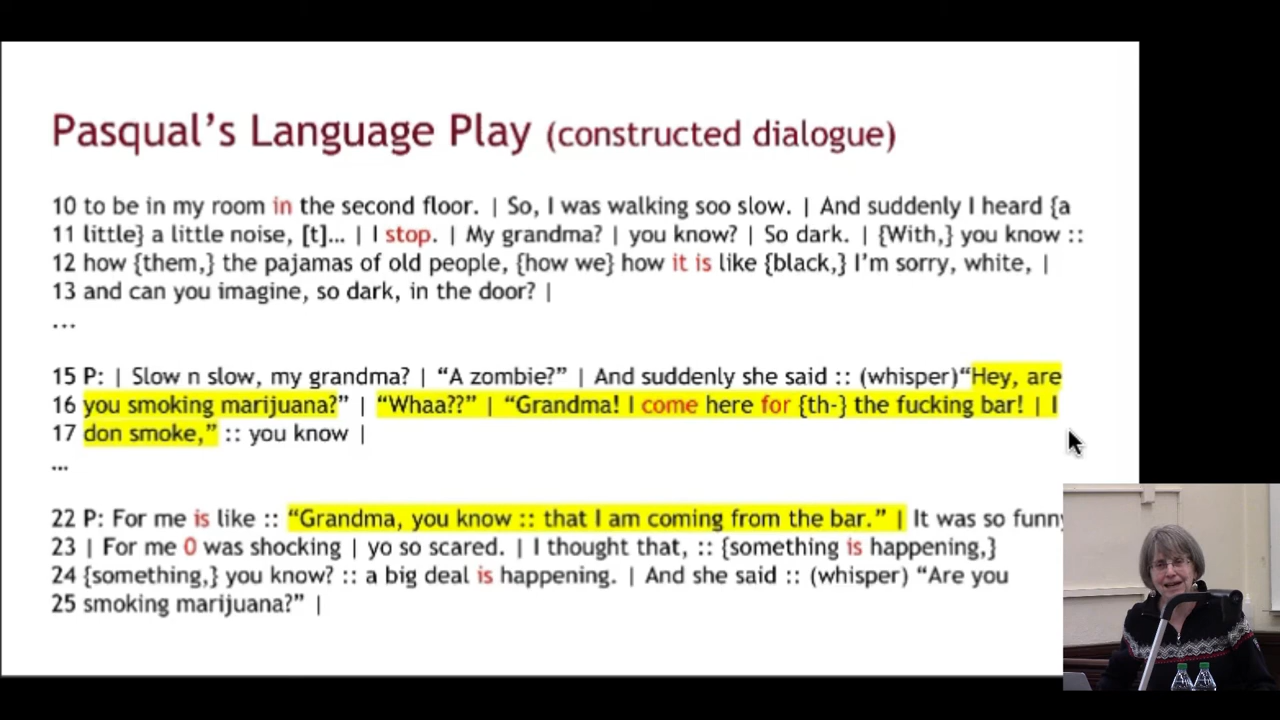 Pasqual's Language Play (constructed dialogue)
10 to be in my room in the second floor. | So, I was walking soo slow. | And suddenly I heard {a
11 little} a little noise, [t]... | I stop. | My grandma? | you know? | So dark. | {With,} you know ::
12 how {them,} the pajamas of old people, {how we} how it is like {black,} I'm sorry, white, |
13 and can you imagine, so dark, in the door? |
...
15 P: | Slow n slow, my grandma? | “A zombie?” | And suddenly she said :: (whisper)“Hey, are
16 you smoking marijuana?” | “Whaa??” | “Grandma! I come here for {th-} the fucking bar! | I
17 don smoke,” :: you know |
...
22 P: For me is like :: “Grandma, you know :: that I am coming from the bar.” | It was so funny
23 | For me 0 was shocking | yo so scared. | I thought that, :: {something is happening,}
24 {something,} you know? :: a big deal is happening. | And she said :: (whisper) “Are you
25 smoking marijuana?” |